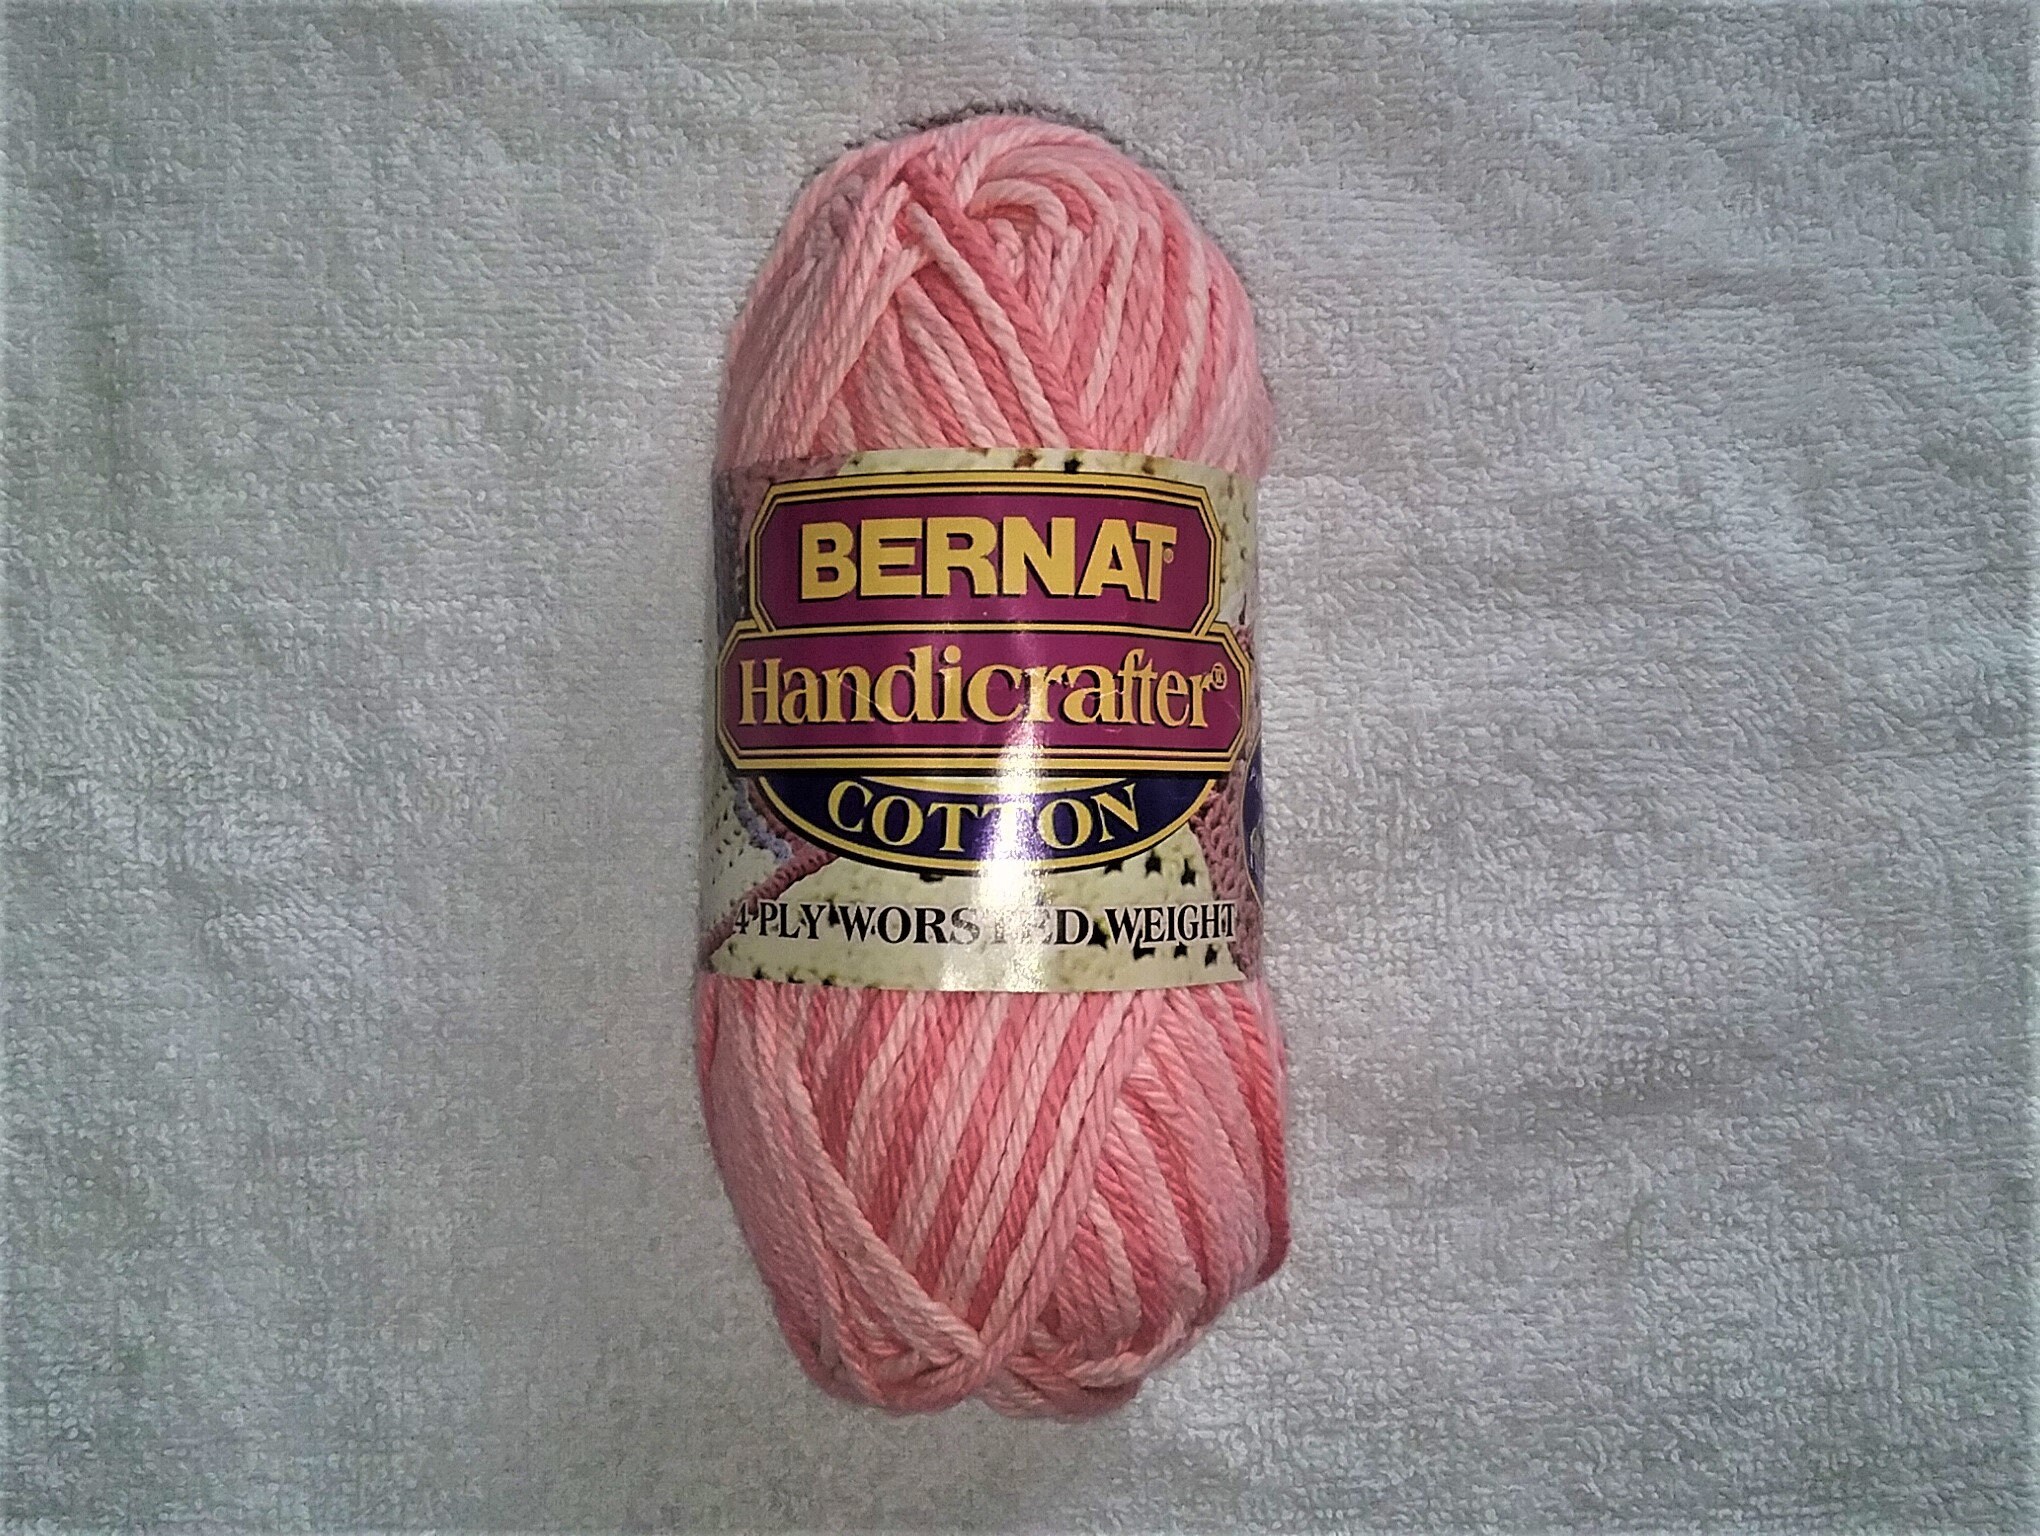 BERNAT®
Handicrafter®
COTTON
4 PLY WORSTED WEIGHT